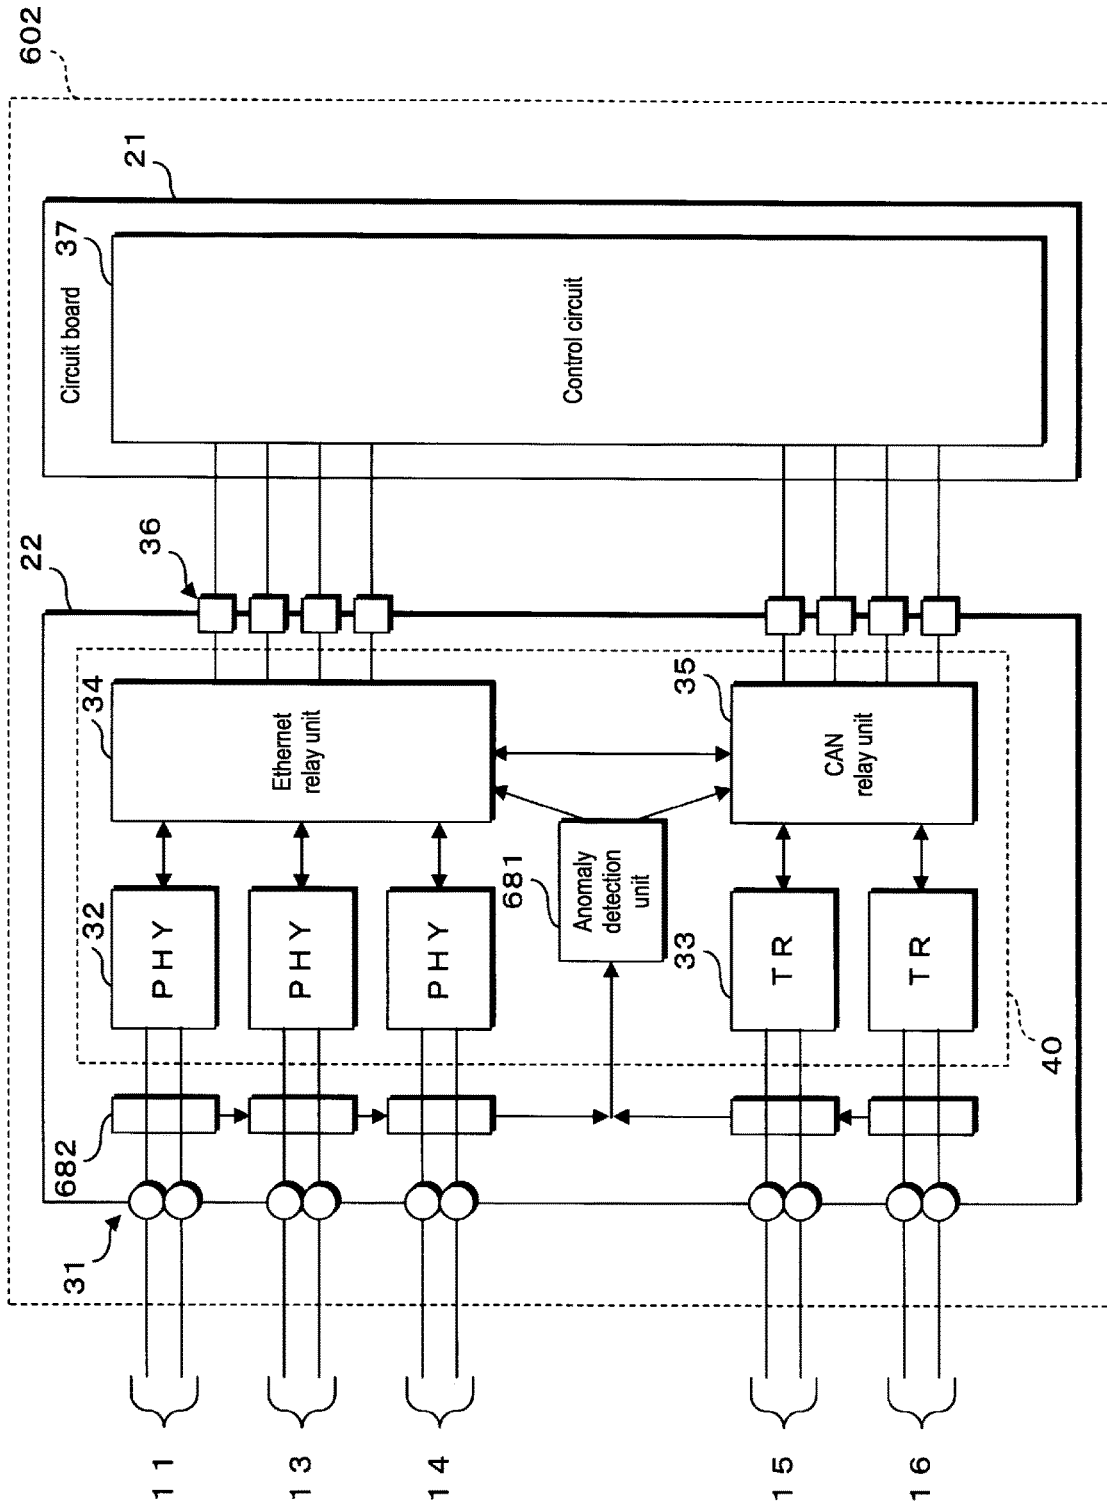 602
21
Circuit board
37
Control circuit
22
36
34
Ethernet
relay unit
35
CAN
relay unit
32
PHY
PHY
PHY
681
Anomaly
detection
unit
33
TR
TR
40
682
31
11
13
14
15
16